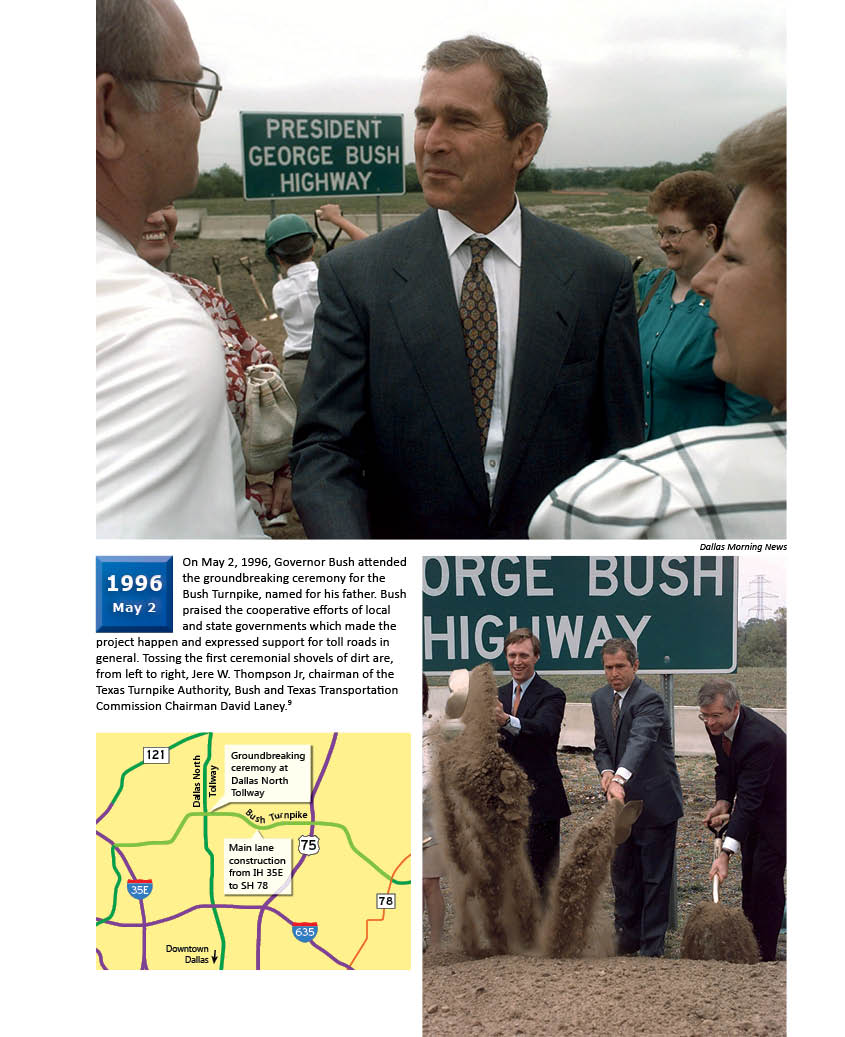 PRESIDENT
GEORGE BUSH
HIGHWAY
Dallas Morning News
1996
May 2
On May 2, 1996, Governor Bush attended
the groundbreaking ceremony for the
Bush Turnpike, named for his father. Bush
praised the cooperative efforts of local
and state governments which made the
project happen and expressed support for toll roads in
general. Tossing the first ceremonial shovels of dirt are,
from left to right, Jere W. Thompson Jr, chairman of the
Texas Turnpike Authority, Bush and Texas Transportation
Commission Chairman David Laney.9
ORGE BUSH
HIGHWAY
121
Dallas North
Tollway
Groundbreaking
ceremony at
Dallas North
Tollway
Bush Turnpike
Main lane
construction
from IH 35E
to SH 78
75
35E
78
635
Downtown
Dallas